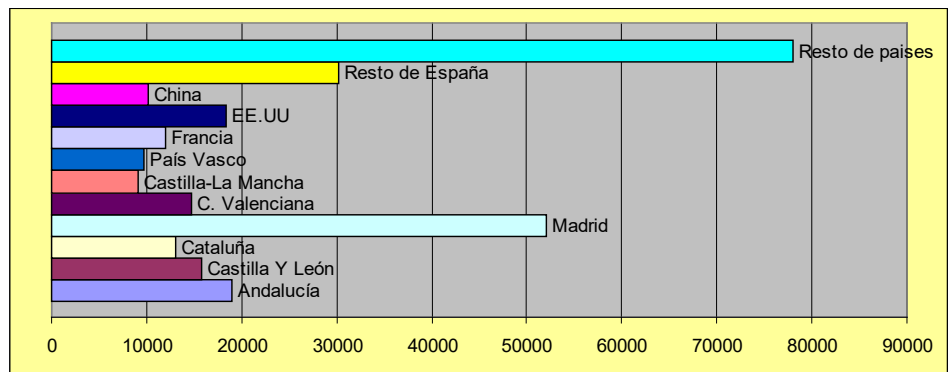 Resto de paises
Resto de España
China
EE.UU
Francia
País Vasco
Castilla-La Mancha
C. Valenciana
Madrid
Cataluña
Castilla Y León
Andalucía
0 10000 20000 30000 40000 50000 60000 70000 80000 90000